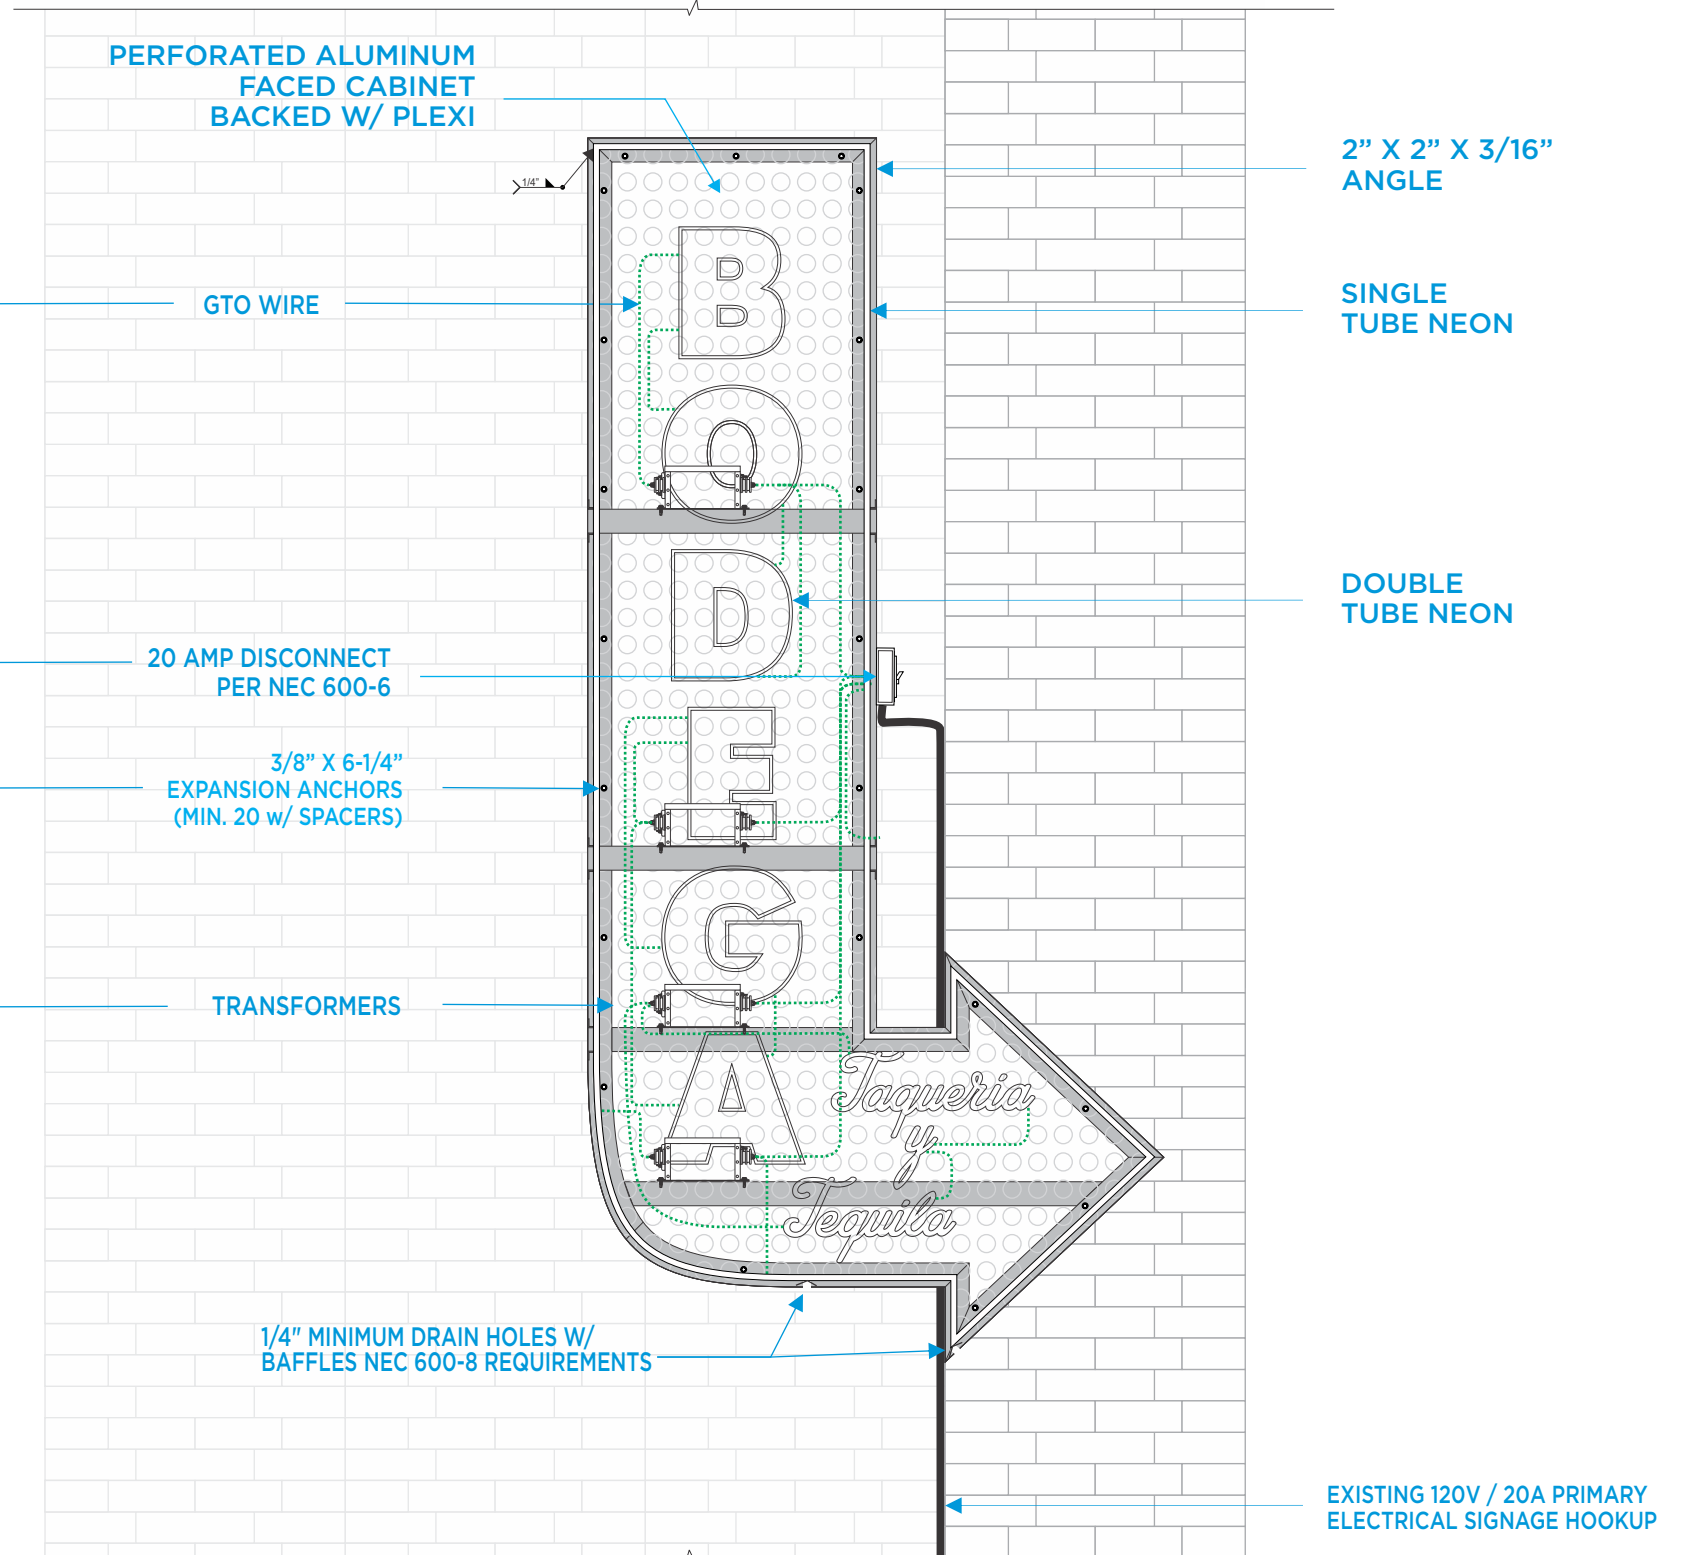 PERFORATED ALUMINUM
FACED CABINET
BACKED W/ PLEXI
2” X 2” X 3/16”
ANGLE
1/4"
GTO WIRE
SINGLE
TUBE NEON
DOUBLE
TUBE NEON
20 AMP DISCONNECT
PER NEC 600-6
3/8” X 6-1/4”
EXPANSION ANCHORS
(MIN. 20 w/ SPACERS)
TRANSFORMERS
B
O
D
E
G
A
Taqueria
y
Tequila
1/4" MINIMUM DRAIN HOLES W/
BAFFLES NEC 600-8 REQUIREMENTS
EXISTING 120V / 20A PRIMARY
ELECTRICAL SIGNAGE HOOKUP